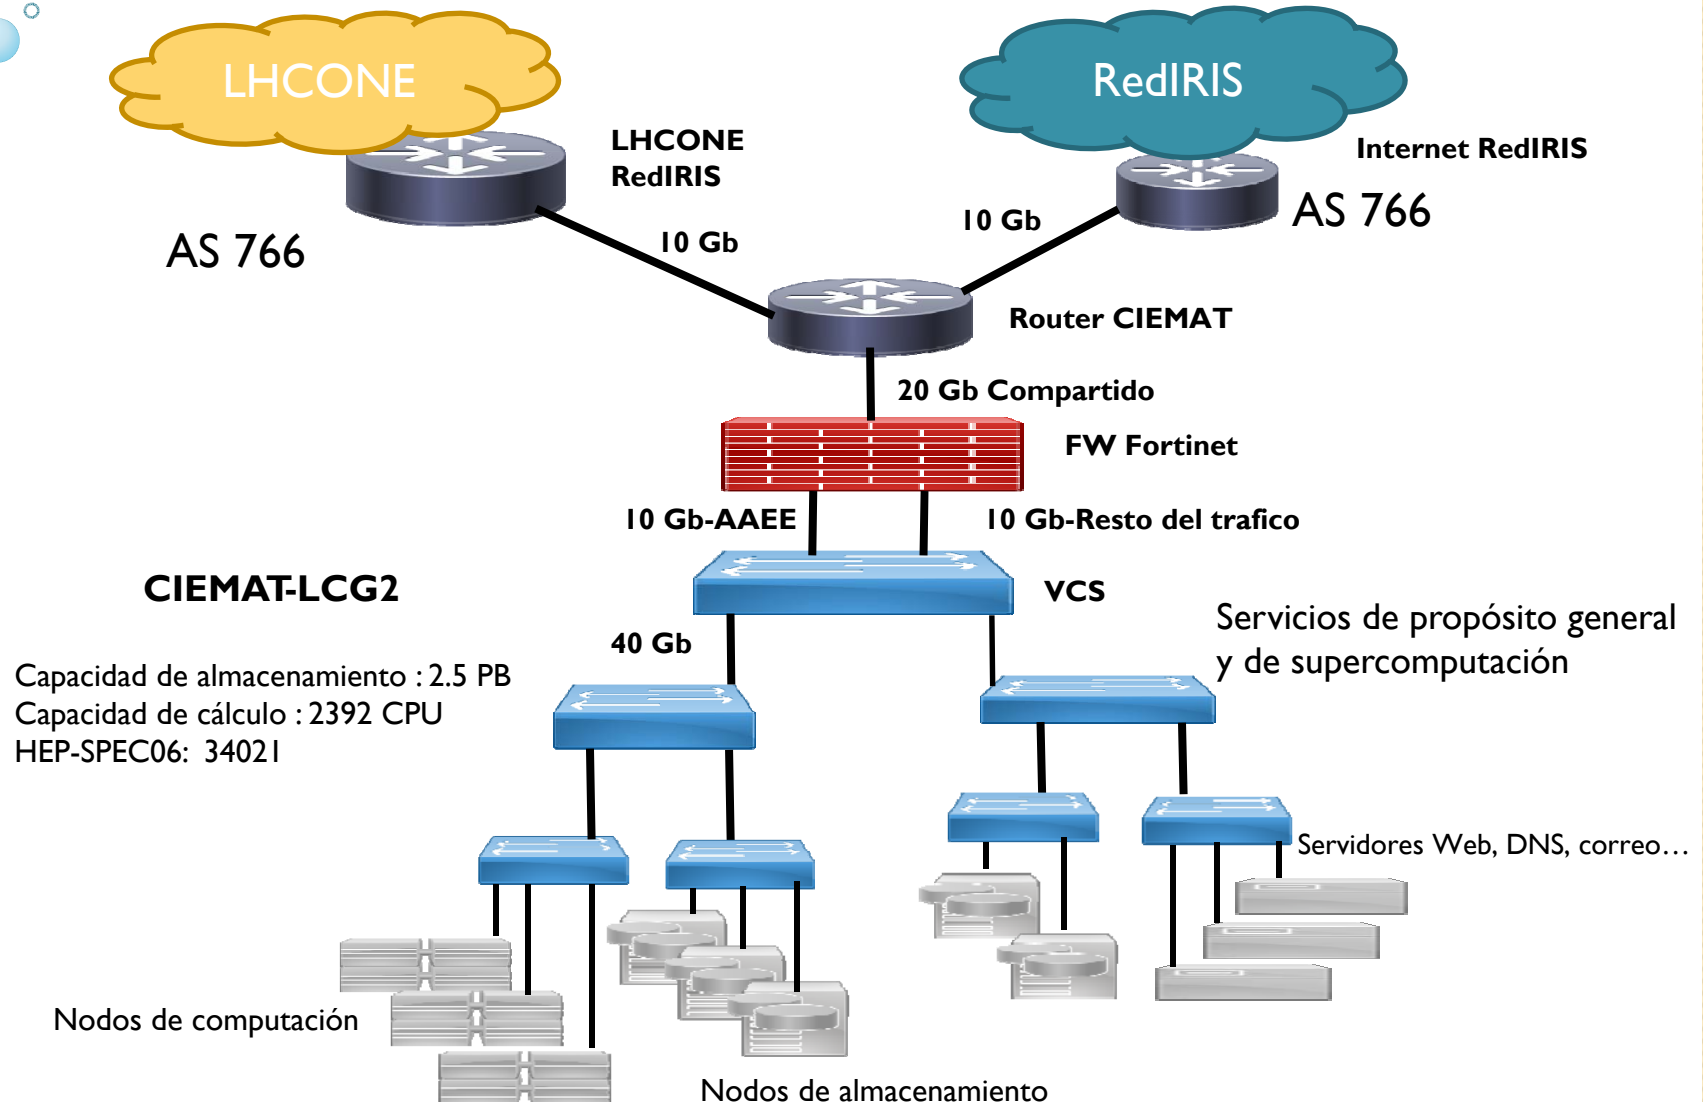 LHCONE
RedIRIS
LHCONE
RedIRIS
Internet RedIRIS
AS 766
AS 766
10 Gb
10 Gb
Router CIEMAT
20 Gb Compartido
FW Fortinet
10 Gb-AAEE
10 Gb-Resto del trafico
CIEMAT-LCG2
VCS
Servicios de propósito general
y de supercomputación
40 Gb
Capacidad de almacenamiento : 2.5 PB
Capacidad de cálculo : 2392 CPU
HEP-SPEC06: 34021
Servidores Web, DNS, correo…
Nodos de computación
Nodos de almacenamiento